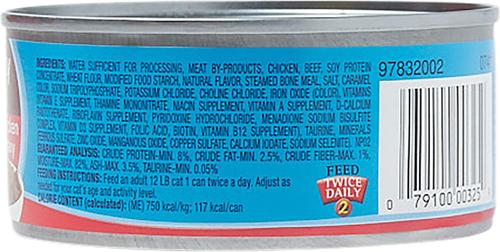 INGREDIENTS: WATER SUFFICIENT FOR PROCESSING, MEAT BY-PRODUCTS, CHICKEN, BEEF, SOY PROTEIN
CONCENTRATE, WHEAT FLOUR, MODIFIED FOOD STARCH, NATURAL FLAVOR, STEAMED BONE MEAL, SALT, CARAMEL
COLOR, SODIUM TRIPOLYPHOSPHATE, POTASSIUM CHLORIDE, CHOLINE CHLORIDE, IRON OXIDE (COLOR), VITAMINS
(VITAMIN E SUPPLEMENT, THIAMINE MONONITRATE, NIACIN SUPPLEMENT, VITAMIN A SUPPLEMENT, D-CALCIUM
PANTOTHENATE, RIBOFLAVIN SUPPLEMENT, PYRIDOXINE HYDROCHLORIDE, MENADIONE SODIUM BISULFITE
COMPLEX, VITAMIN D3 SUPPLEMENT, FOLIC ACID, BIOTIN, VITAMIN B12 SUPPLEMENT), TAURINE, MINERALS
(FERROUS SULFATE, ZINC OXIDE, MANGANOUS OXIDE, COPPER SULFATE, CALCIUM IODATE, SODIUM SELENITE). NP02
GUARANTEED ANALYSIS: CRUDE PROTEIN-MIN. 8%, CRUDE FAT-MIN. 2.5%, CRUDE FIBER-MAX. 1%,
MOISTURE-MAX. 82%, ASH-MAX. 3.5%, TAURINE-MIN. 0.05%
FEEDING INSTRUCTIONS: Feed an adult 12 LB cat 1 can twice a day. Adjust as
needed for your cat's age and activity level.
CALORIE CONTENT (calculated): (ME) 750 kcal/kg; 117 kcal/can
FEED
TWICE
DAILY
2
97832002
0 79100 00325